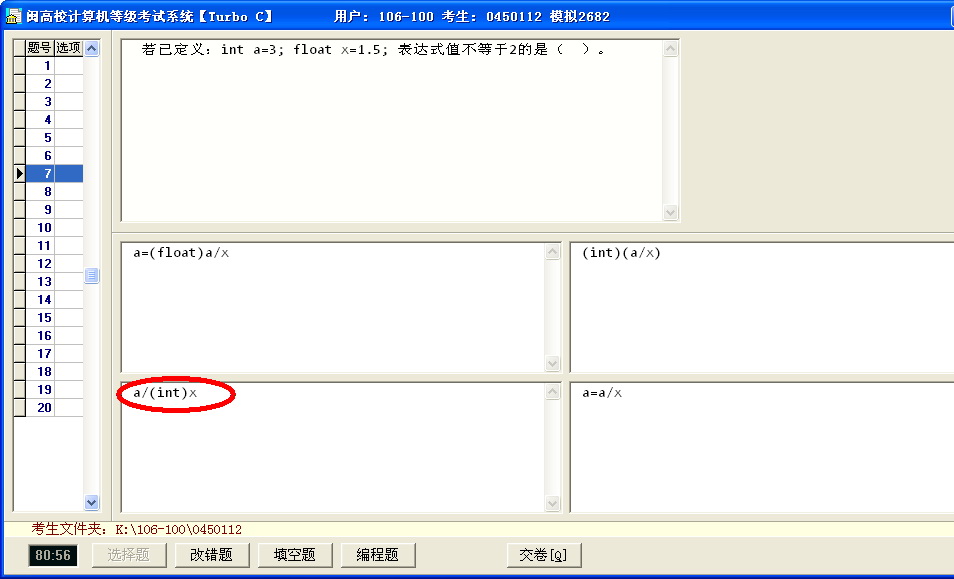 闽高校计算机等级考试系统【Turbo C】 用户: 106-100 考生: 0450112 模拟2682
题号 选项
若已定义: int a=3; float x=1.5; 表达式值不等于2的是( )。
1
2
3
4
5
6
7
8
9
10
11
12
13
14
15
16
17
18
19
20
a=(float)a/x
(int)(a/x)
a/(int)x
a=a/x
考生文件夹: K:\106-100\0450112
80:56 选择题 改错题 填空题 编程题 交卷[Q]